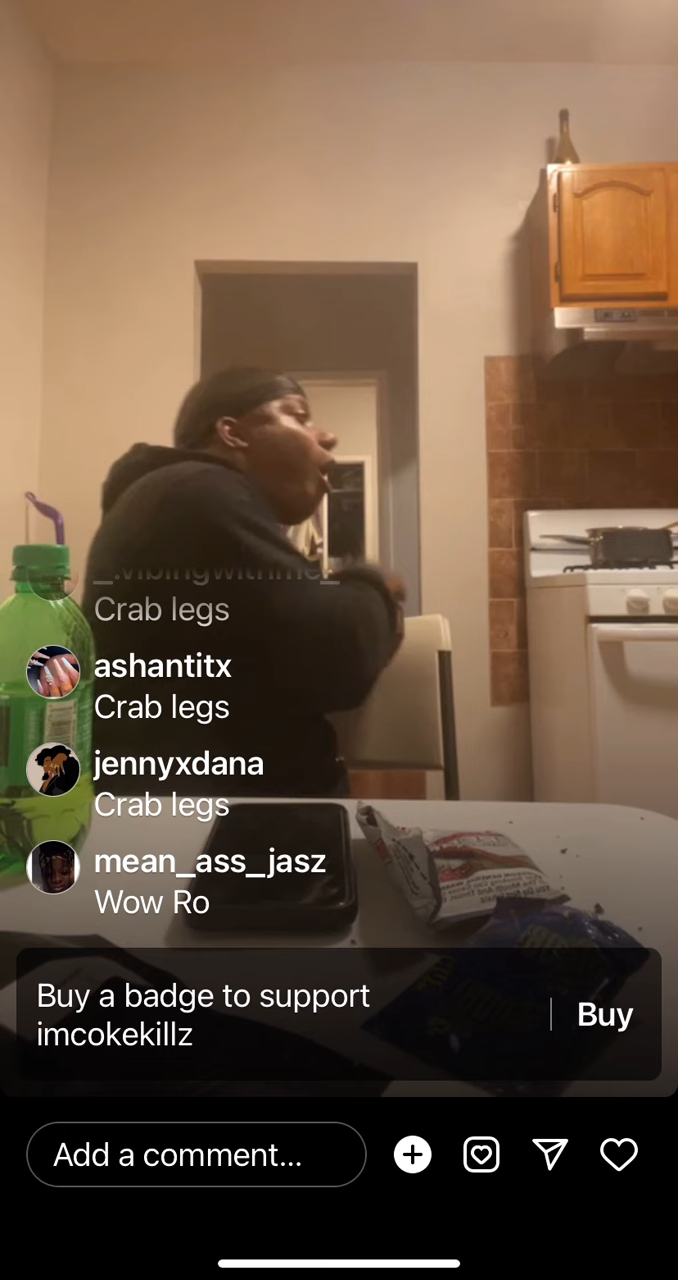 _.vibingwithme_
Crab legs
ashantitx
Crab legs
jennyxdana
Crab legs
mean_ass_jasz
Wow Ro
Buy a badge to support
imcokekillz
Buy
Add a comment...